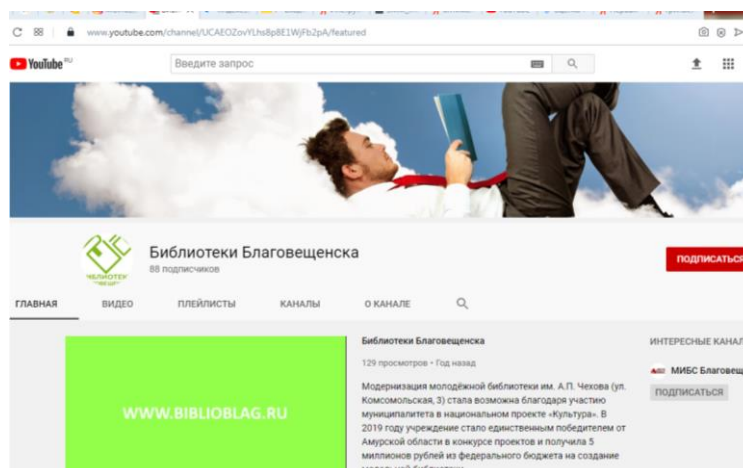 www.youtube.com/channel/UCAEOZovYLhs8p8E1WjFb2pA/featured
YouTube RU
Введите запрос
Библиотеки Благовещенска
88 подписчиков
ПОДПИСАТЬСЯ
ГЛАВНАЯ ВИДЕО ПЛЕЙЛИСТЫ КАНАЛЫ О КАНАЛЕ
WWW.BIBLIOBLAG.RU
Библиотеки Благовещенска
129 просмотров • Год назад
Модернизация молодёжной библиотеки им. А.П. Чехова (ул.
Комсомольская, 3) стала возможна благодаря участию
муниципалитета в национальном проекте «Культура». В
2019 году учреждение стало единственным победителем от
Амурской области в конкурсе проектов и получила 5
миллионов рублей из федерального бюджета на создание
модельной библиотеки
ИНТЕРЕСНЫЕ КАНАЛ
МИБС Благовещ
ПОДПИСАТЬСЯ